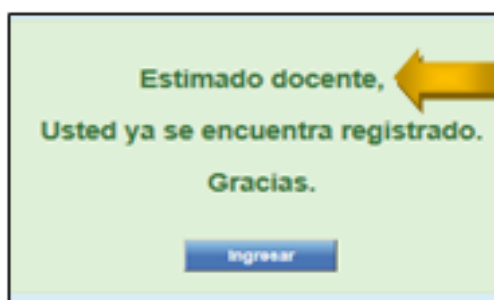 Estimado docente,
Usted ya se encuentra registrado.
Gracias.
Ingresar